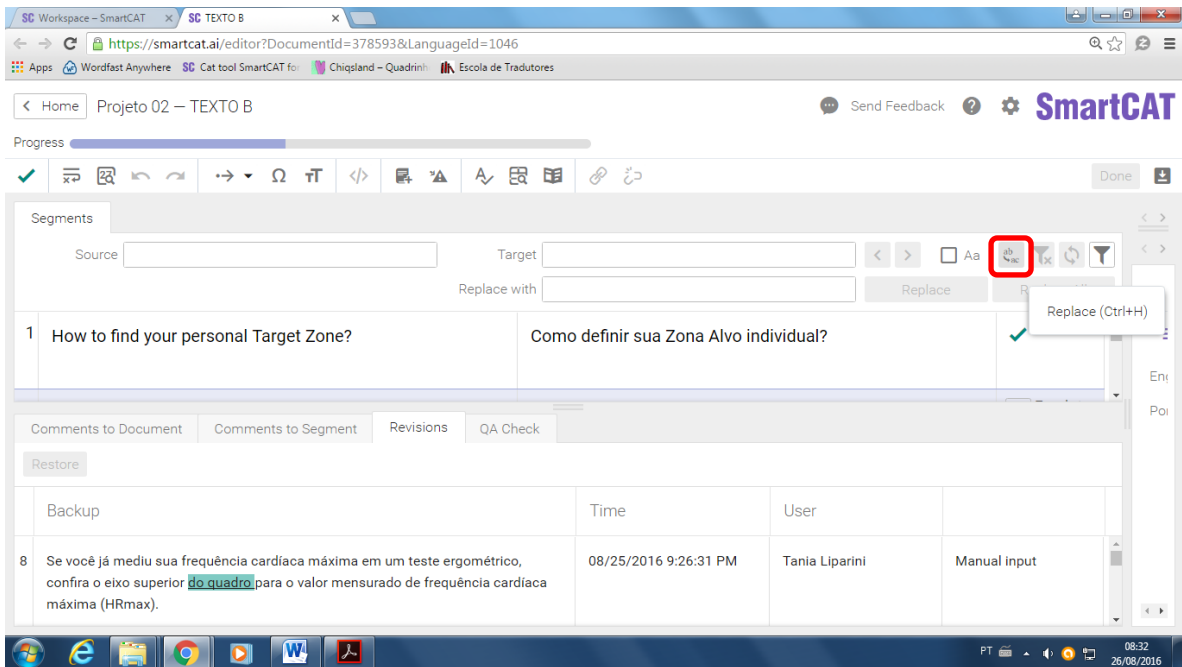 SC Workspace – SmartCAT SC TEXTO B
https://smartcat.ai/editor?DocumentId=378593&LanguageId=1046
Apps Wordfast Anywhere SC Cat tool SmartCAT for Chiqsland – Quadrinh Escola de Tradutores
Home Projeto 02 — TEXTO B Send Feedback SmartCAT
Progress
Done
Segments
Source Target Aa
Replace with Replace
Replace (Ctrl+H)
1 How to find your personal Target Zone? Como definir sua Zona Alvo individual?
Eng
Por
Comments to Document Comments to Segment Revisions QA Check
Restore
Backup Time User
8 Se você já mediu sua frequência cardíaca máxima em um teste ergométrico, 08/25/2016 9:26:31 PM Tania Liparini Manual input
confira o eixo superior do quadro para o valor mensurado de frequência cardíaca
máxima (HRmax).
PT 08:32
26/08/2016